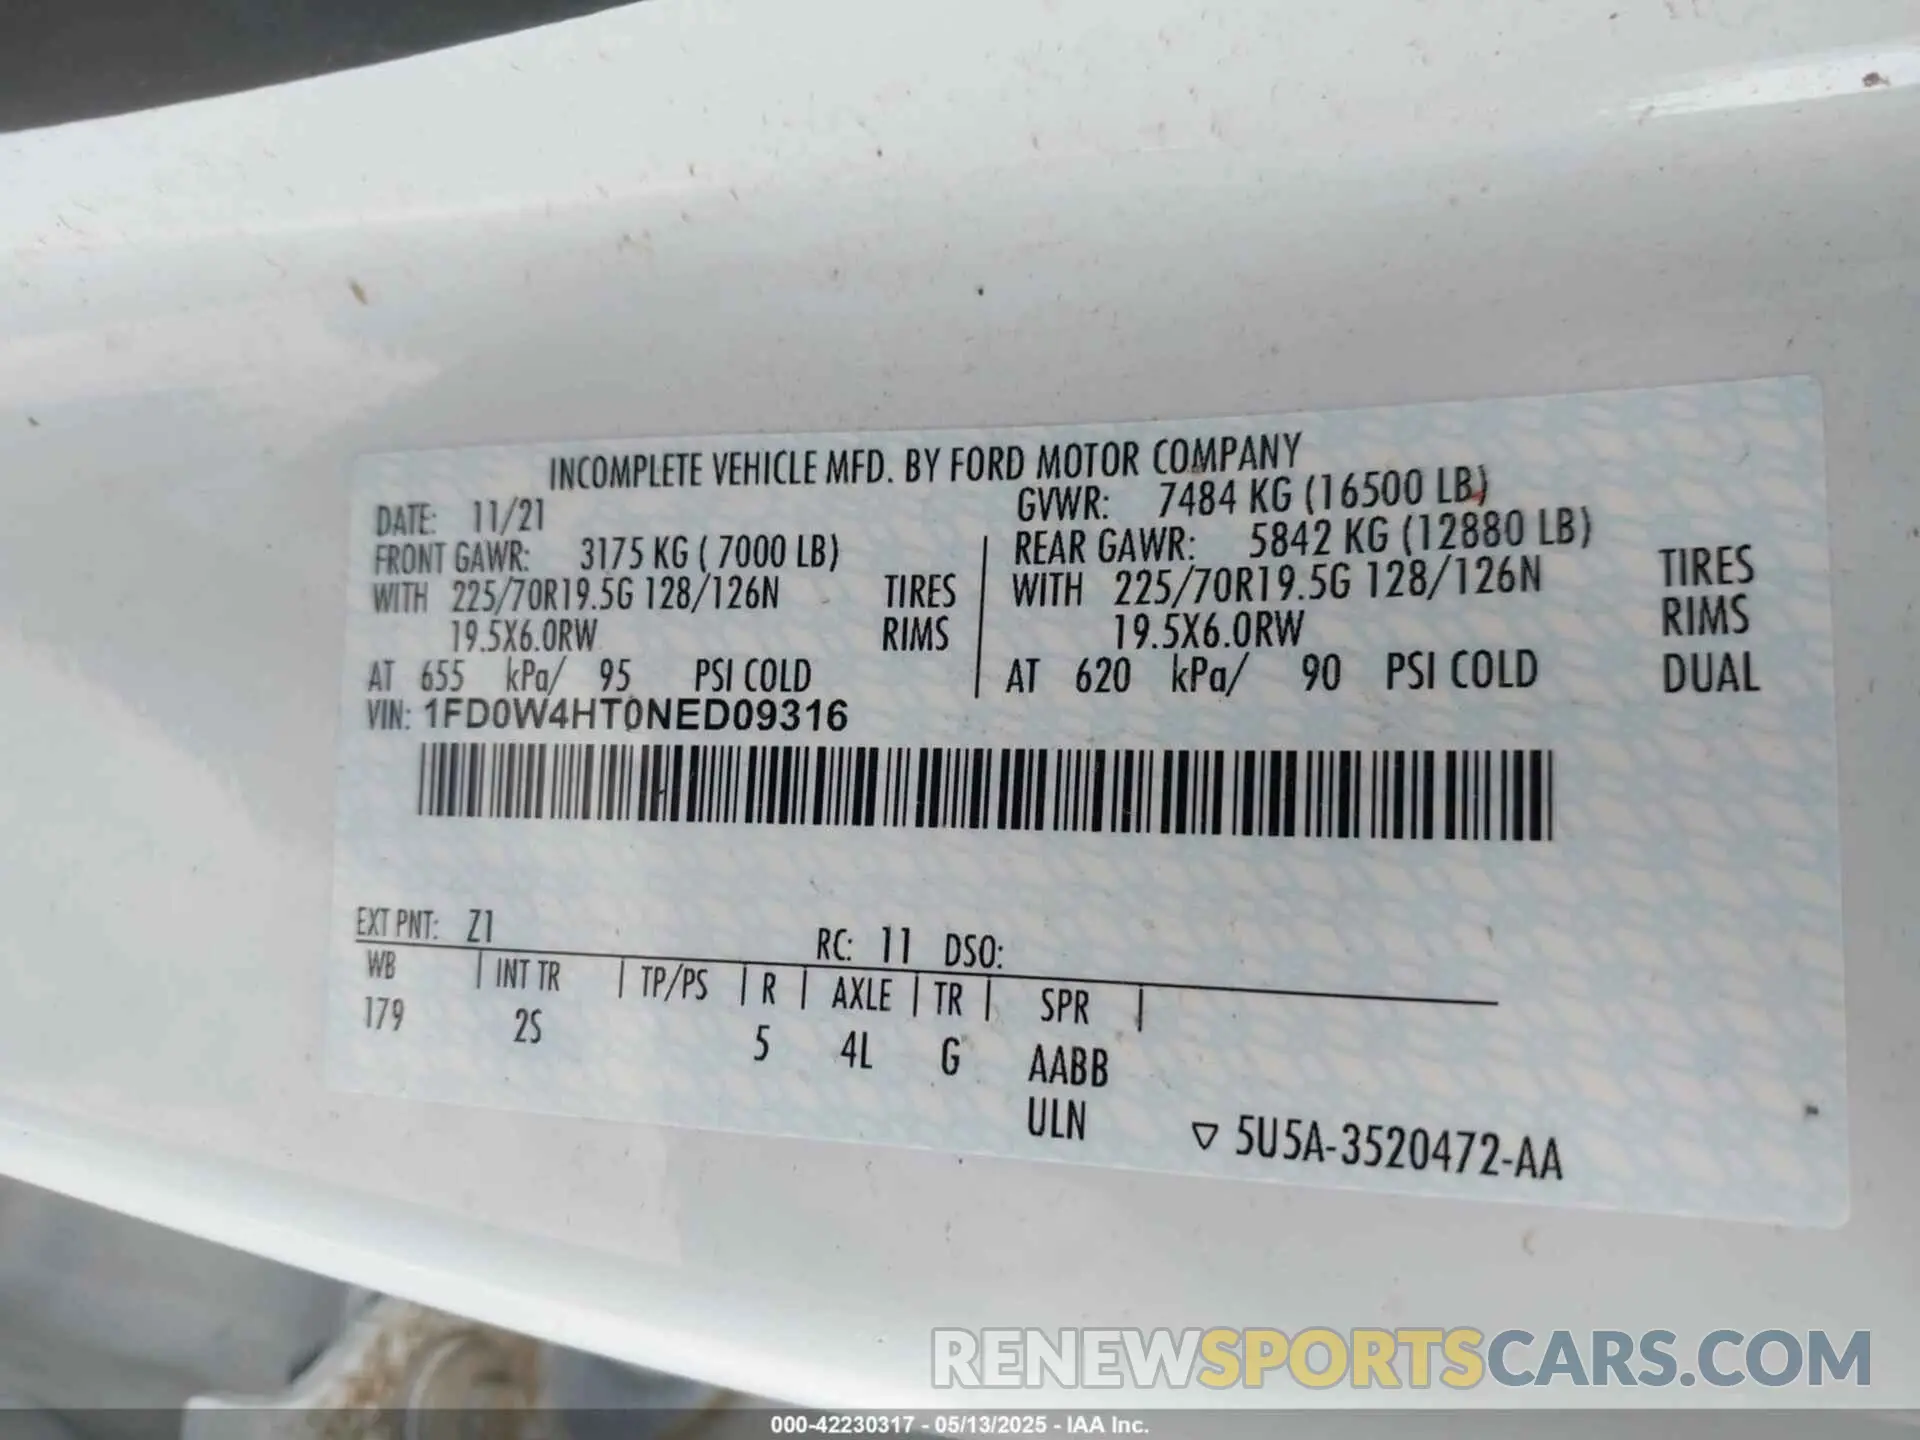 INCOMPLETE VEHICLE MFD. BY FORD MOTOR COMPANY
DATE: 11/21
GVWR: 7484 KG (16500 LB)
FRONT GAWR: 3175 KG ( 7000 LB)
REAR GAWR: 5842 KG (12880 LB)
WITH 225/70R19.5G 128/126N TIRES
WITH 225/70R19.5G 128/126N TIRES
19.5X6.0RW RIMS
19.5X6.0RW RIMS
AT 655 kPa/ 95 PSI COLD
AT 620 kPa/ 90 PSI COLD DUAL
VIN: 1FD0W4HT0NED09316
EXT PNT: Z1 RC: 11 DSO:
WB | INT TR | TP/PS | R | AXLE | TR | SPR |
179 2S 5 4L G AABB
ULN
▽ 5U5A-3520472-AA
RENEWSPORTSCARS.COM
000-42230317 - 05/13/2025 - IAA Inc.